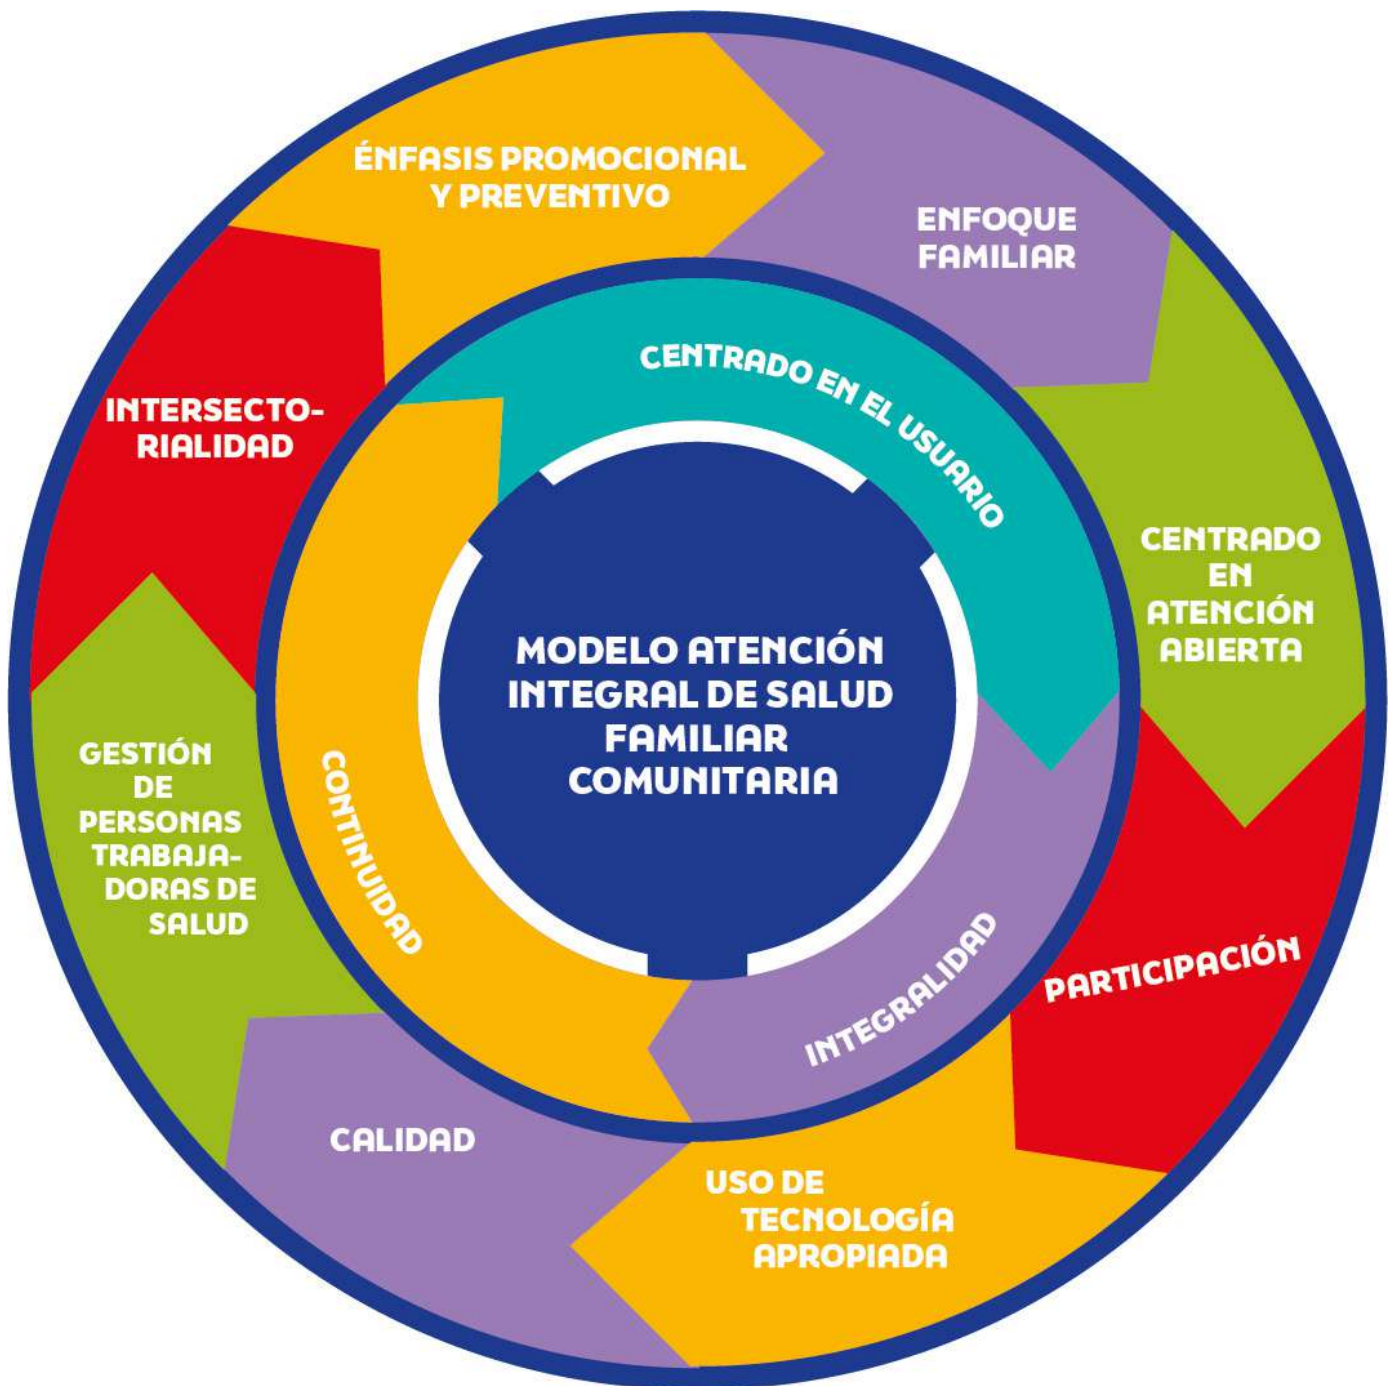 ÉNFASIS PROMOCIONAL
Y PREVENTIVO
ENFOQUE
FAMILIAR
CENTRADO
EN
ATENCIÓN
ABIERTA
PARTICIPACIÓN
USO DE
TECNOLOGÍA
APROPIADA
CALIDAD
GESTIÓN
DE
PERSONAS
TRABAJA-
DORAS DE
SALUD
INTERSECTO-
RIALIDAD
CENTRADO EN EL USUARIO
INTEGRALIDAD
CONTINUIDAD
MODELO ATENCIÓN
INTEGRAL DE SALUD
FAMILIAR
COMUNITARIA